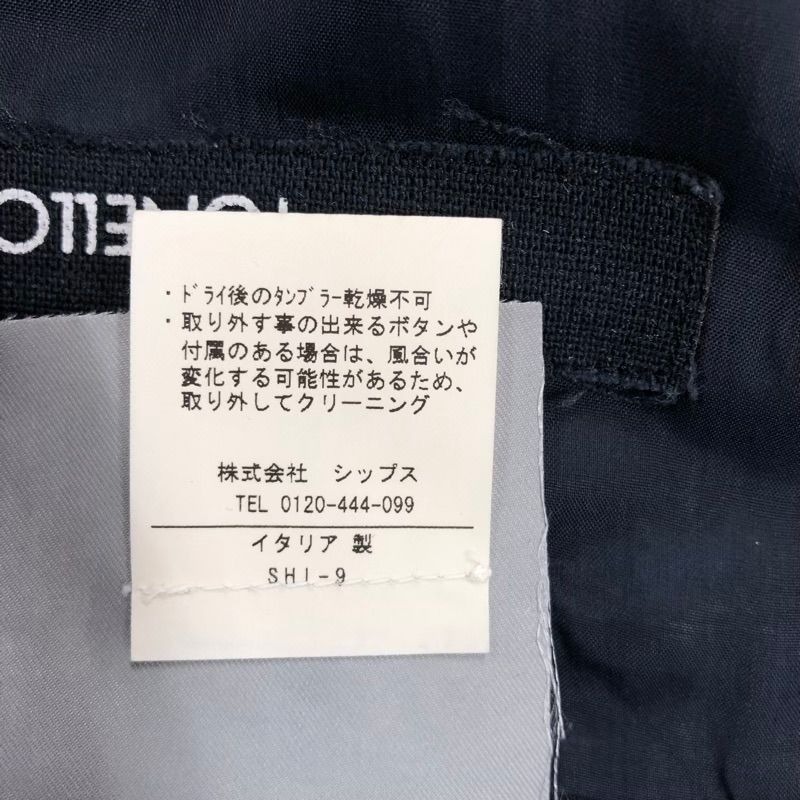 TONELLO
・ﾄﾞﾗｲ後のﾀﾝﾌﾞﾗｰ乾燥不可
・取り外す事の出来るボタンや
付属のある場合は、風合いが
変化する可能性があるため、
取り外してクリーニング
株式会社 シップス
TEL 0120-444-099
イタリア 製
SHI-9